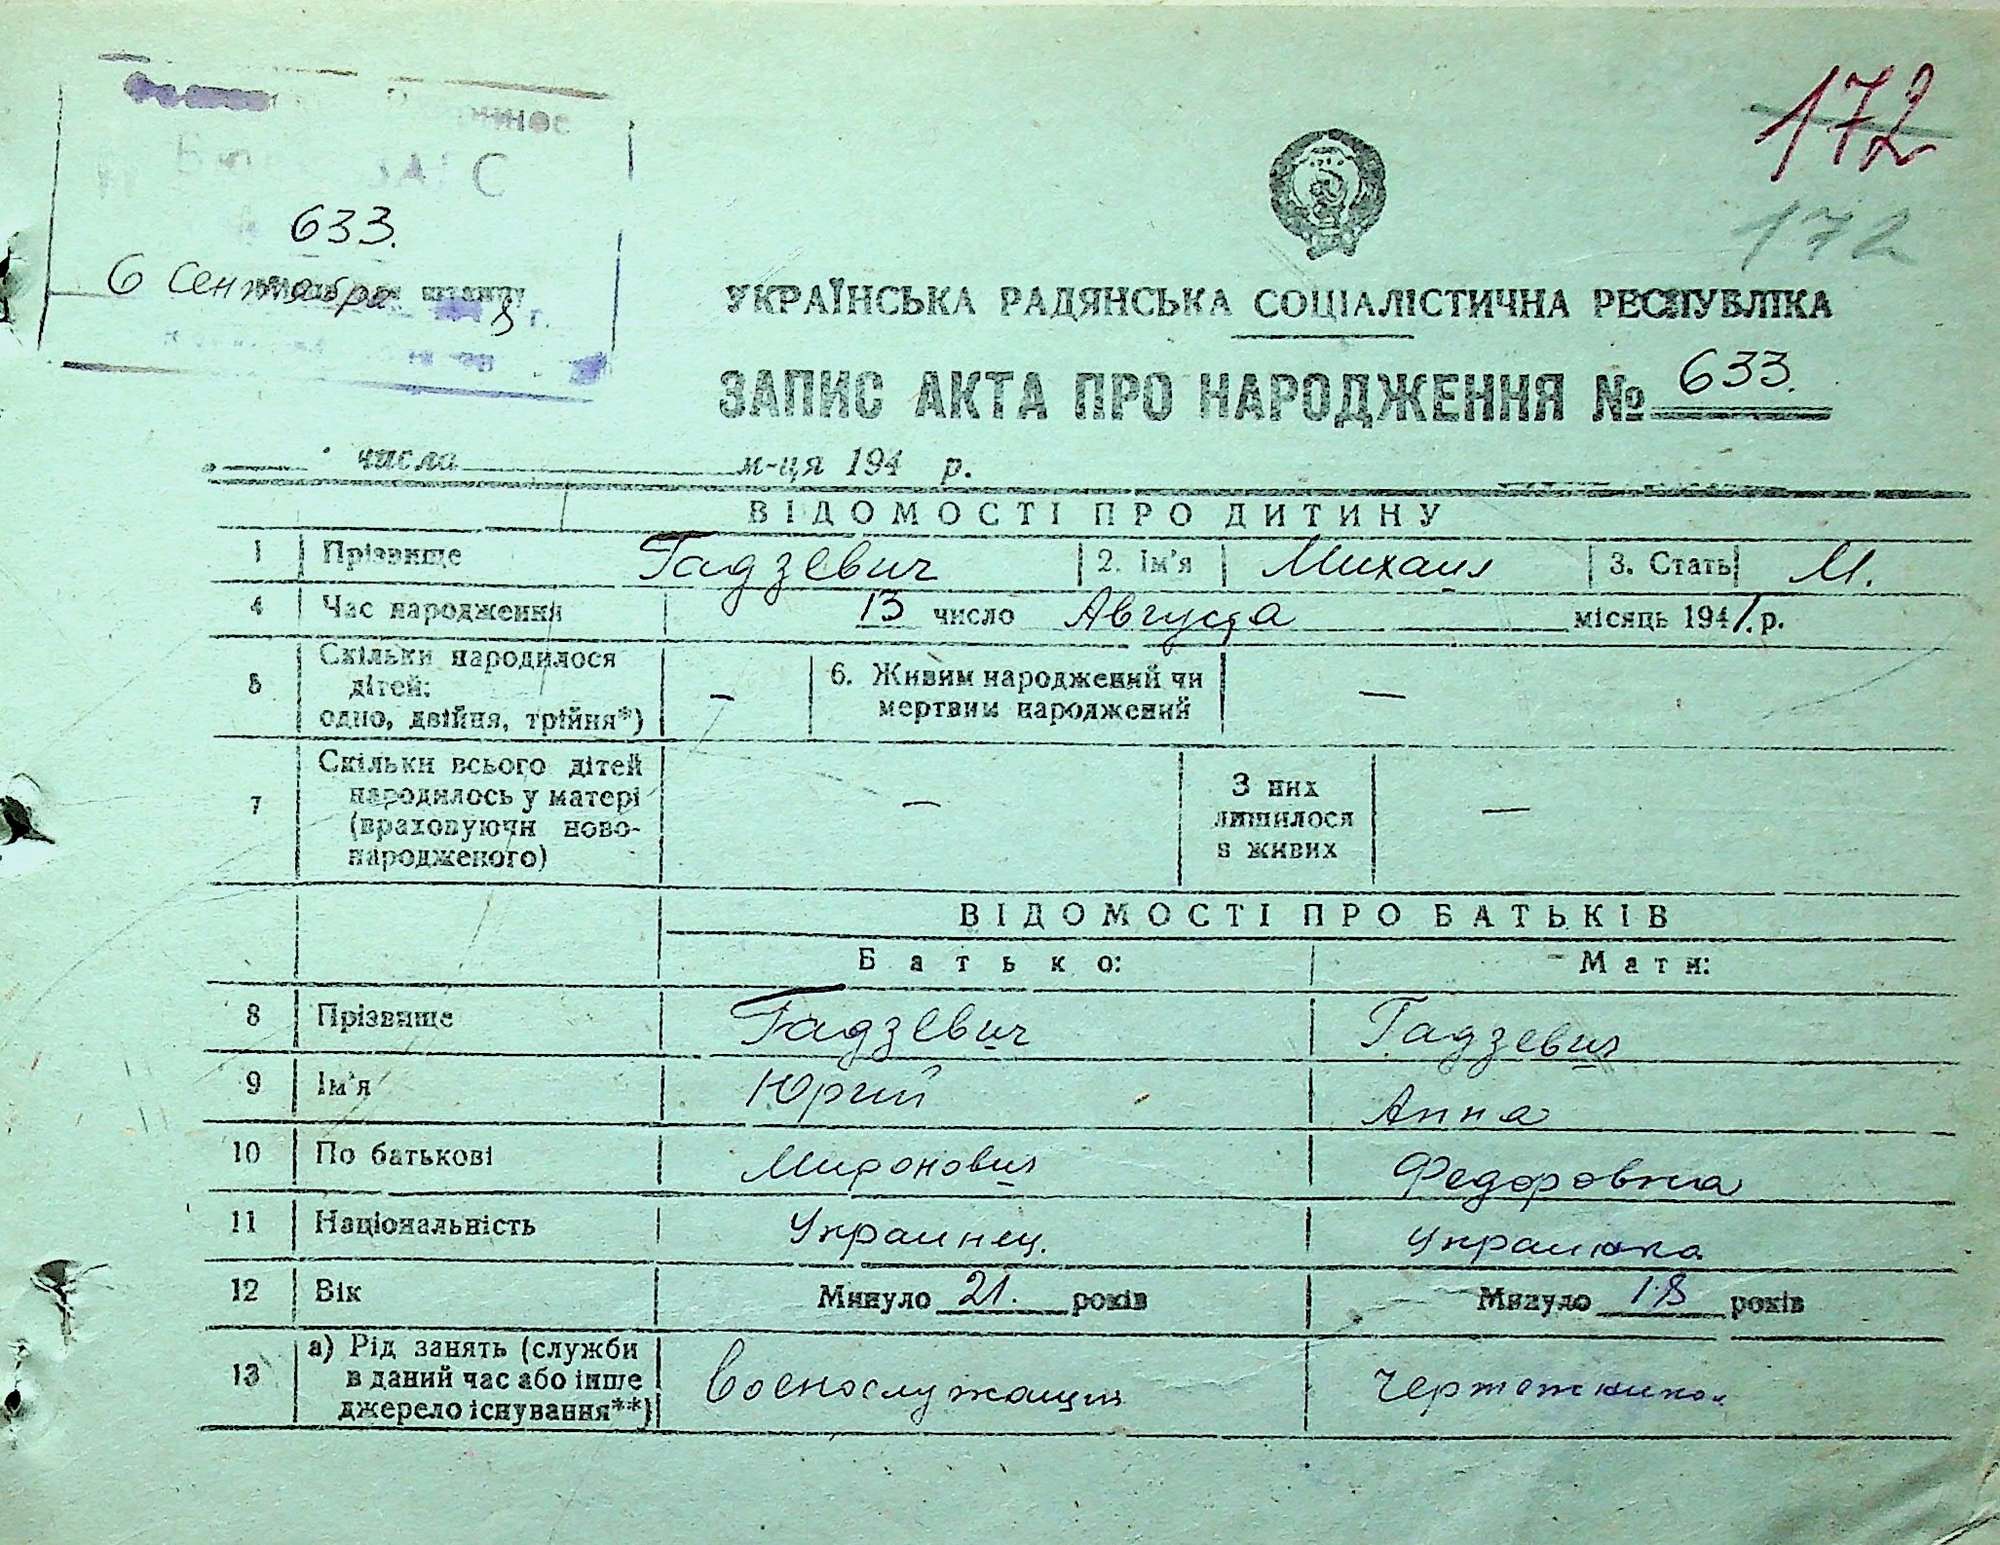 172
172
633.
6 Сентября 8 г.
УКРАЇНСЬКА РАДЯНСЬКА СОЦІАЛІСТИЧНА РЕСПУБЛІКА
ЗАПИС АКТА ПРО НАРОДЖЕННЯ № 633.
числа м-ця 194 р.
ВІДОМОСТІ ПРО ДИТИНУ
1 Прізвище Гадзевич 2. Ім'я Михаил 3. Стать М.
4 Час народження 13 число Августа місяць 1941. р.
5 Скільки народилося дітей: одно, двійня, трійня*) — 6. Живим народжений чи мертвим народжений —
7 Скільки всього дітей народилось у матері (враховуючи ново-народженого) — З них лишилося в живих —
ВІДОМОСТІ ПРО БАТЬКІВ
Батько: Мати:
8 Прізвище Гадзевич Гадзевич
9 Ім'я Юрий Анна
10 По батькові Миронович Федоровна
11 Національність Украинец. Украинка
12 Вік Минуло 21. років Минуло 18 років
13 а) Рід занять (служби в даний час або інше джерело існування**) Военослужащий Чертежница